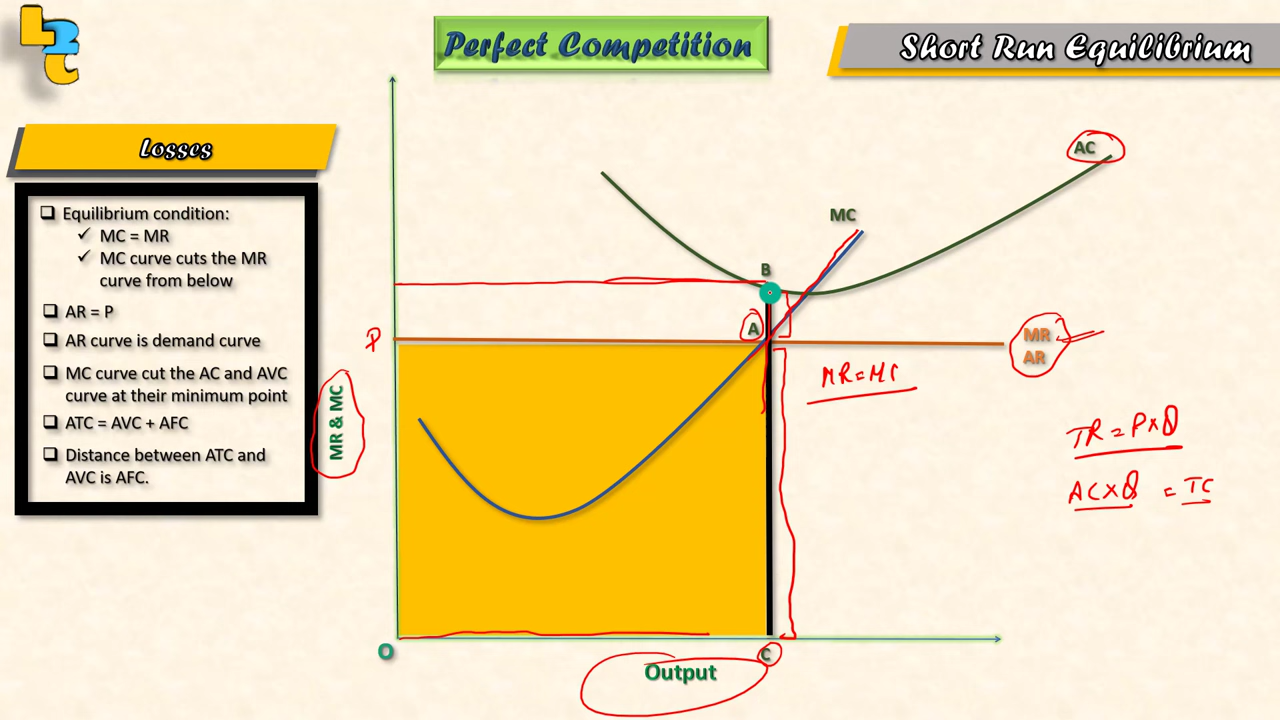 LBC
Perfect Competition
Short Run Equilibrium
Losses
Equilibrium condition:
MC = MR
MC curve cuts the MR
curve from below
AR = P
AR curve is demand curve
MC curve cut the AC and AVC
curve at their minimum point
ATC = AVC + AFC
Distance between ATC and
AVC is AFC.
MR & MC
P
AC
MC
B
A
MR
AR
MR=MC
TR = P×Q
AC×Q = TC
O
C
Output